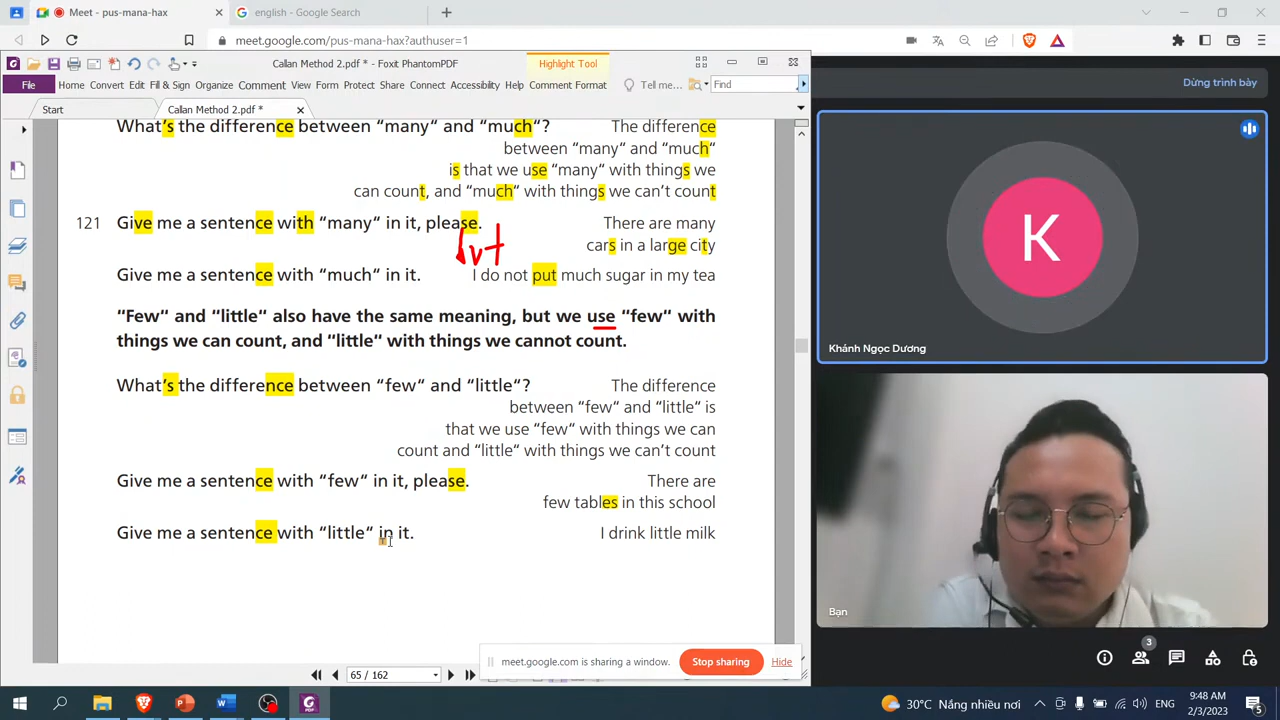 Meet - pus-mana-hax?
english - Google Search
meet.google.com/pus-mana-hax?authuser=1
Callan Method 2.pdf * - Foxit PhantomPDF
Highlight Tool
File
Home
Convert
Edit
Fill & Sign
Organize
Comment
View
Form
Protect
Share
Connect
Accessibility
Help
Comment Format
Tell me...
Find
Start
Callan Method 2.pdf *
What's the difference between "many" and "much"?
The difference
between "many" and "much"
is that we use "many" with things we
can count, and "much" with things we can't count
121
Give me a sentence with "many" in it, please.
There are many
cars in a large city
Give me a sentence with "much" in it.
I do not put much sugar in my tea
"Few" and "little" also have the same meaning, but we use "few" with
things we can count, and "little" with things we cannot count.
What's the difference between "few" and "little"?
The difference
between "few" and "little" is
that we use "few" with things we can
count and "little" with things we can't count
Give me a sentence with "few" in it, please.
There are
few tables in this school
Give me a sentence with "little" in it.
I drink little milk
65 / 162
meet.google.com is sharing a window.
Stop sharing
Hide
Dừng trình bày
K
Khánh Ngọc Dương
Bạn
3
30°C Nắng nhiều nơi
ENG
9:48 AM
2/3/2023
5